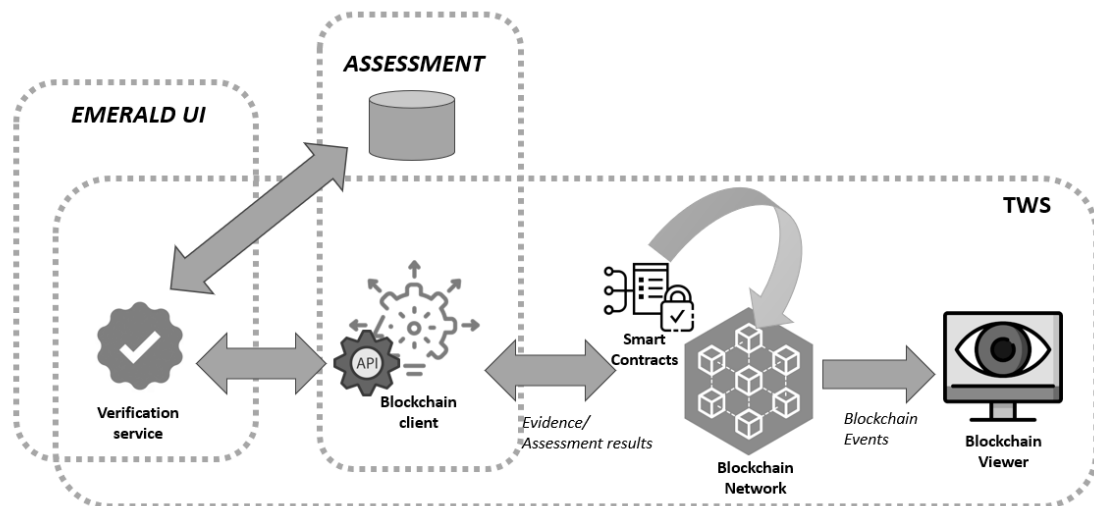 ASSESSMENT
EMERALD UI
TWS
API
Verification
service
Blockchain
client
Evidence/
Assessment results
Smart
Contracts
Blockchain
Network
Blockchain
Events
Blockchain
Viewer